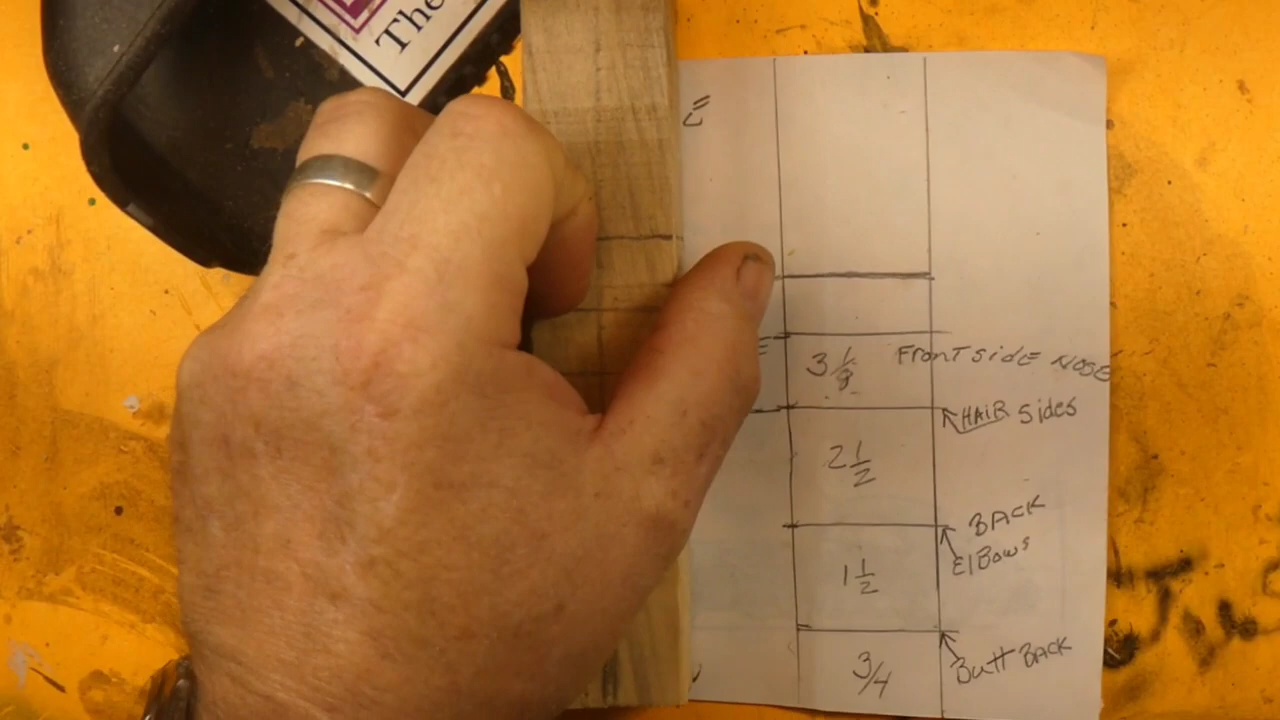 The
3 1/8 Front side NOSE
HAIR Sides
2 1/2
BACK
ElBows
1 1/2
Butt BACK
3/4